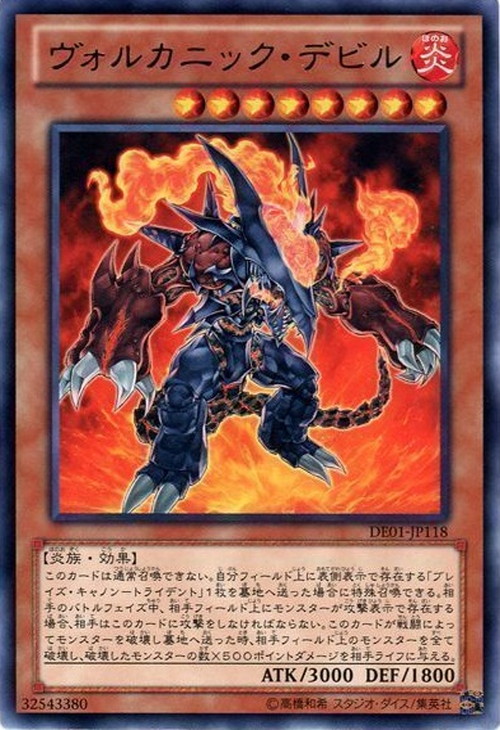 ヴォルカニック・デビル
炎
DE01-JP118
【炎族・効果】
このカードは通常召喚できない。自分フィールド上に表側表示で存在する「ブレ
イズ・キャノン－トライデント」１枚を墓地へ送った場合に特殊召喚できる。相
手のバトルフェイズ中、相手フィールド上にモンスターが攻撃表示で存在する
場合、相手はこのカードに攻撃をしなければならない。このカードが戦闘によっ
てモンスターを破壊し墓地へ送った時、相手フィールド上のモンスターを全て
破壊し、破壊したモンスターの数×５００ポイントダメージを相手ライフに与える。
ATK/3000 DEF/1800
32543380
©高橋和希 スタジオ・ダイス/集英社